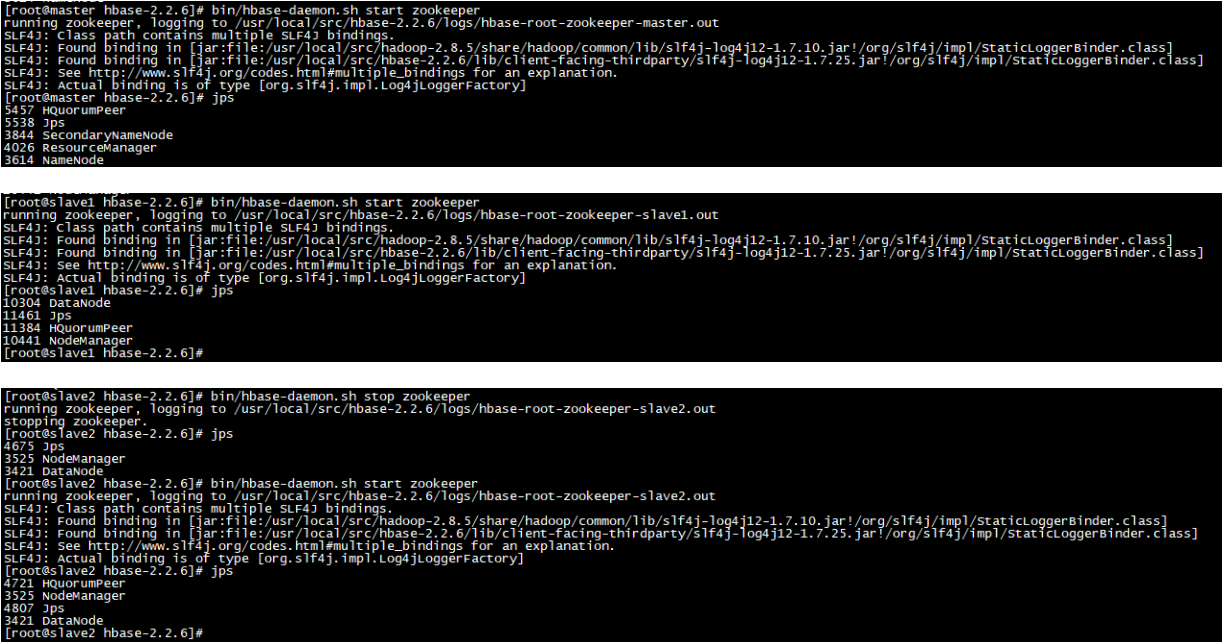 [root@master hbase-2.2.6]# bin/hbase-daemon.sh start zookeeper
running zookeeper, logging to /usr/local/src/hbase-2.2.6/logs/hbase-root-zookeeper-master.out
SLF4J: Class path contains multiple SLF4J bindings.
SLF4J: Found binding in [jar:file:/usr/local/src/hadoop-2.8.5/share/hadoop/common/lib/slf4j-log4j12-1.7.10.jar!/org/slf4j/impl/StaticLoggerBinder.class]
SLF4J: Found binding in [jar:file:/usr/local/src/hbase-2.2.6/lib/client-facing-thirdparty/slf4j-log4j12-1.7.25.jar!/org/slf4j/impl/StaticLoggerBinder.class]
SLF4J: See http://www.slf4j.org/codes.html#multiple_bindings for an explanation.
SLF4J: Actual binding is of type [org.slf4j.impl.Log4jLoggerFactory]
[root@master hbase-2.2.6]# jps
5457 HQuorumPeer
5538 Jps
3844 SecondaryNameNode
4026 ResourceManager
3614 NameNode
[root@slave1 hbase-2.2.6]# bin/hbase-daemon.sh start zookeeper
running zookeeper, logging to /usr/local/src/hbase-2.2.6/logs/hbase-root-zookeeper-slave1.out
SLF4J: Class path contains multiple SLF4J bindings.
SLF4J: Found binding in [jar:file:/usr/local/src/hadoop-2.8.5/share/hadoop/common/lib/slf4j-log4j12-1.7.10.jar!/org/slf4j/impl/StaticLoggerBinder.class]
SLF4J: Found binding in [jar:file:/usr/local/src/hbase-2.2.6/lib/client-facing-thirdparty/slf4j-log4j12-1.7.25.jar!/org/slf4j/impl/StaticLoggerBinder.class]
SLF4J: See http://www.slf4j.org/codes.html#multiple_bindings for an explanation.
SLF4J: Actual binding is of type [org.slf4j.impl.Log4jLoggerFactory]
[root@slave1 hbase-2.2.6]# jps
10304 DataNode
11461 Jps
11384 HQuorumPeer
10441 NodeManager
[root@slave1 hbase-2.2.6]#
[root@slave2 hbase-2.2.6]# bin/hbase-daemon.sh stop zookeeper
running zookeeper, logging to /usr/local/src/hbase-2.2.6/logs/hbase-root-zookeeper-slave2.out
stopping zookeeper.
[root@slave2 hbase-2.2.6]# jps
4675 Jps
3525 NodeManager
3421 DataNode
[root@slave2 hbase-2.2.6]# bin/hbase-daemon.sh start zookeeper
running zookeeper, logging to /usr/local/src/hbase-2.2.6/logs/hbase-root-zookeeper-slave2.out
SLF4J: Class path contains multiple SLF4J bindings.
SLF4J: Found binding in [jar:file:/usr/local/src/hadoop-2.8.5/share/hadoop/common/lib/slf4j-log4j12-1.7.10.jar!/org/slf4j/impl/StaticLoggerBinder.class]
SLF4J: Found binding in [jar:file:/usr/local/src/hbase-2.2.6/lib/client-facing-thirdparty/slf4j-log4j12-1.7.25.jar!/org/slf4j/impl/StaticLoggerBinder.class]
SLF4J: See http://www.slf4j.org/codes.html#multiple_bindings for an explanation.
SLF4J: Actual binding is of type [org.slf4j.impl.Log4jLoggerFactory]
[root@slave2 hbase-2.2.6]# jps
4721 HQuorumPeer
3525 NodeManager
4807 Jps
3421 DataNode
[root@slave2 hbase-2.2.6]#